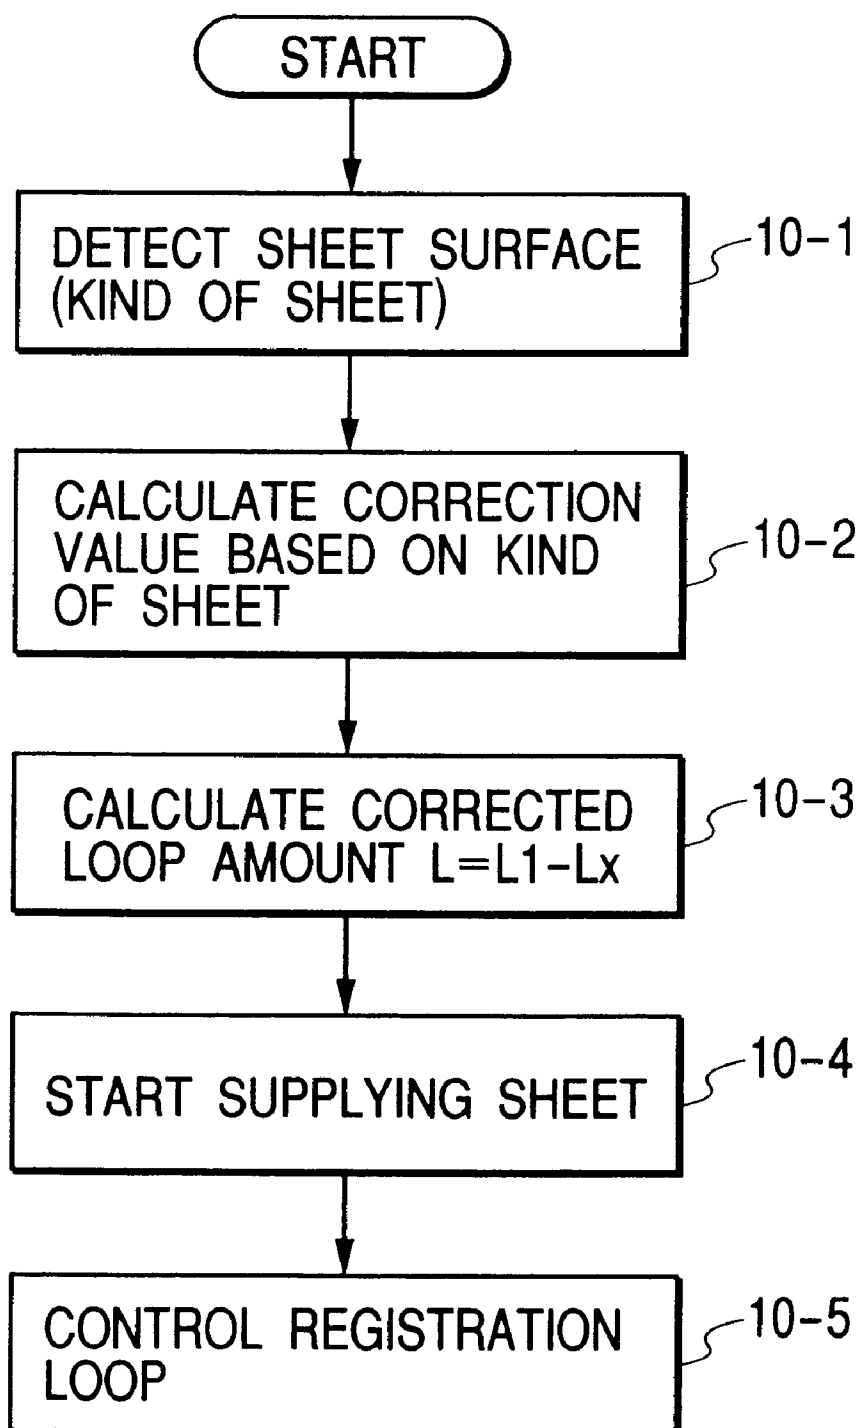 START
DETECT SHEET SURFACE
(KIND OF SHEET)
10-1
CALCULATE CORRECTION
VALUE BASED ON KIND
OF SHEET
10-2
CALCULATE CORRECTED
LOOP AMOUNT L=L1-Lx
10-3
START SUPPLYING SHEET
10-4
CONTROL REGISTRATION
LOOP
10-5